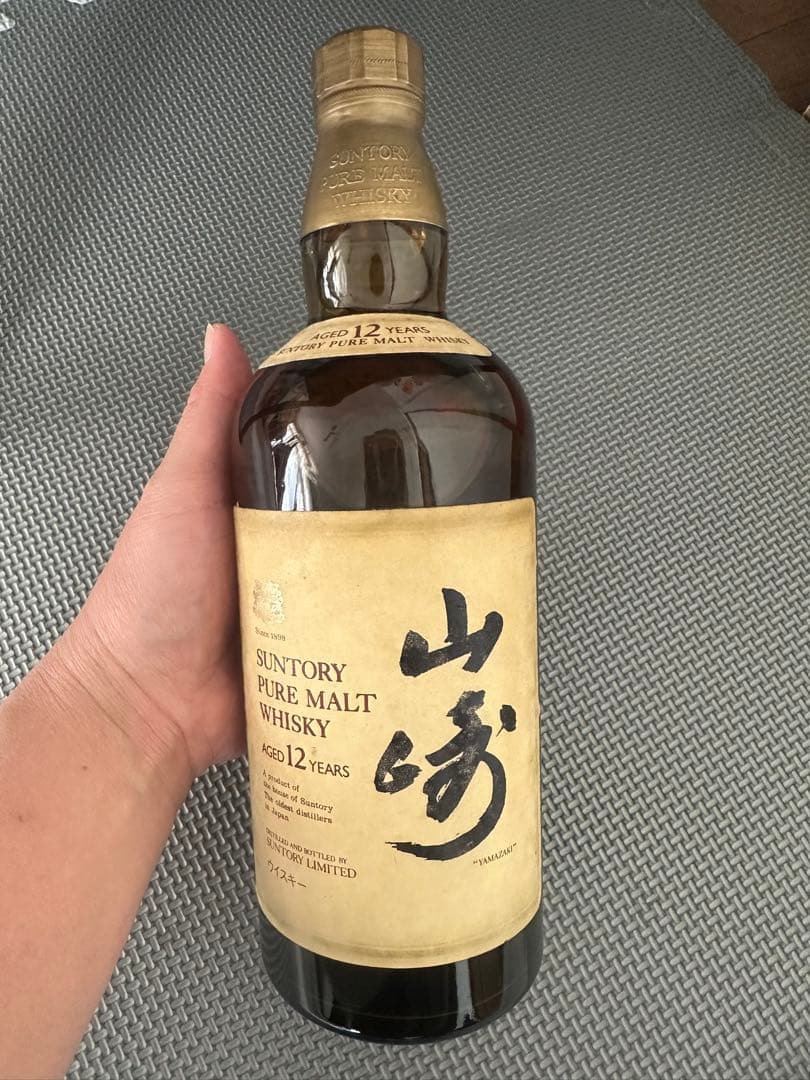 SUNTORY
PURE MALT
WHISKY
AGED 12 YEARS
SUNTORY PURE MALT WHISKY
Since 1899
SUNTORY
PURE MALT
WHISKY
AGED 12 YEARS
A product of
the house of Suntory
The oldest distillers
in Japan
DISTILLED AND BOTTLED BY
SUNTORY LIMITED
ウイスキー
山崎
"YAMAZAKI"